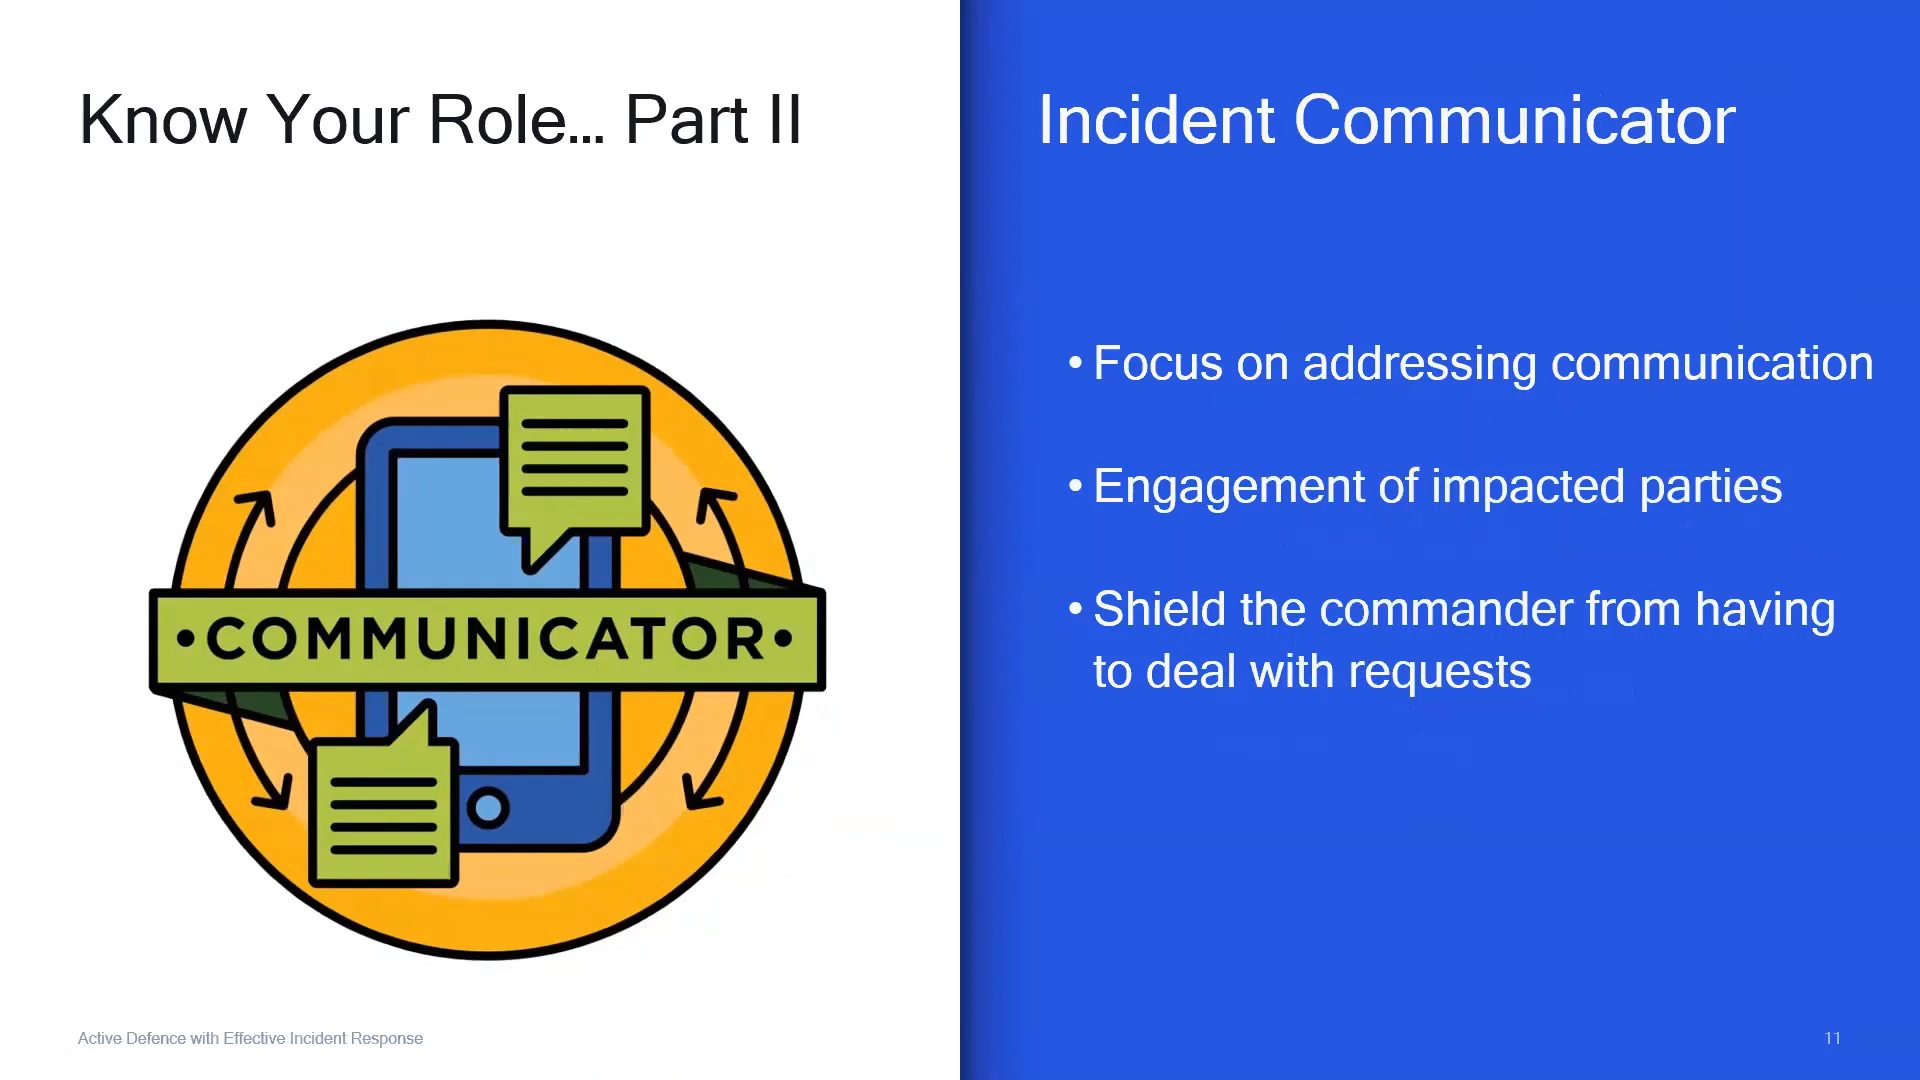 Know Your Role... Part II
•COMMUNICATOR•
Active Defence with Effective Incident Response
Incident Communicator
• Focus on addressing communication
• Engagement of impacted parties
• Shield the commander from having
to deal with requests
11